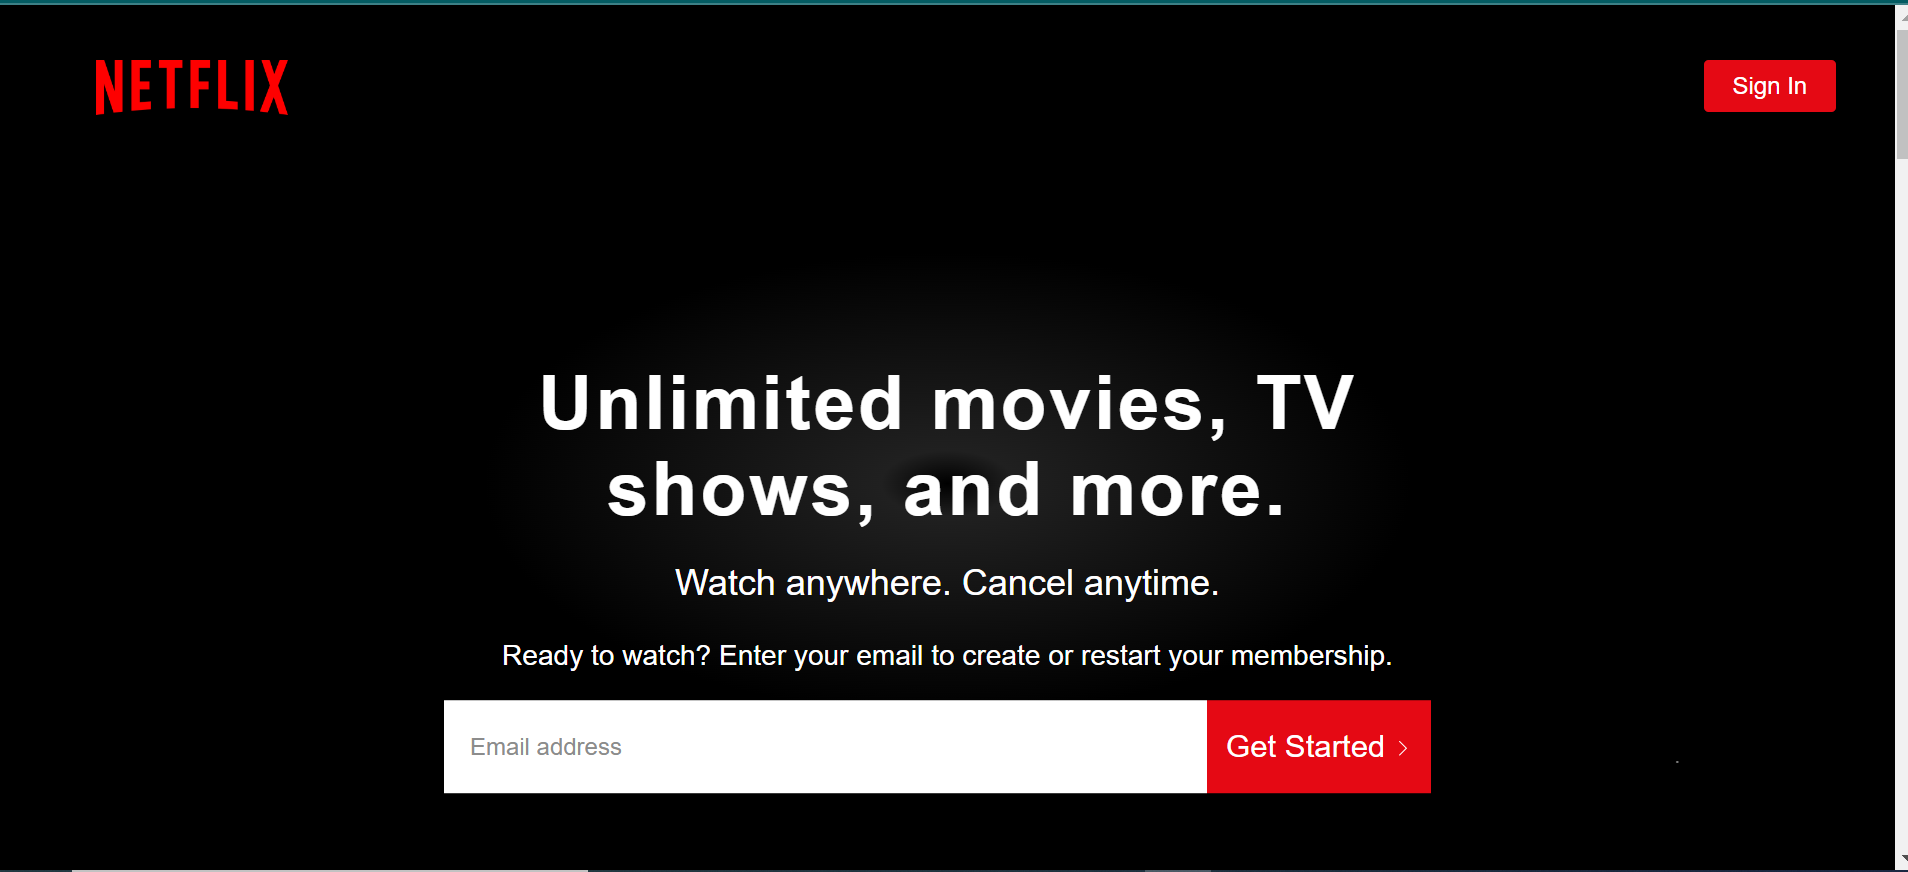 NETFLIX
Sign In
Unlimited movies, TV
shows, and more.
Watch anywhere. Cancel anytime.
Ready to watch? Enter your email to create or restart your membership.
Email address
Get Started